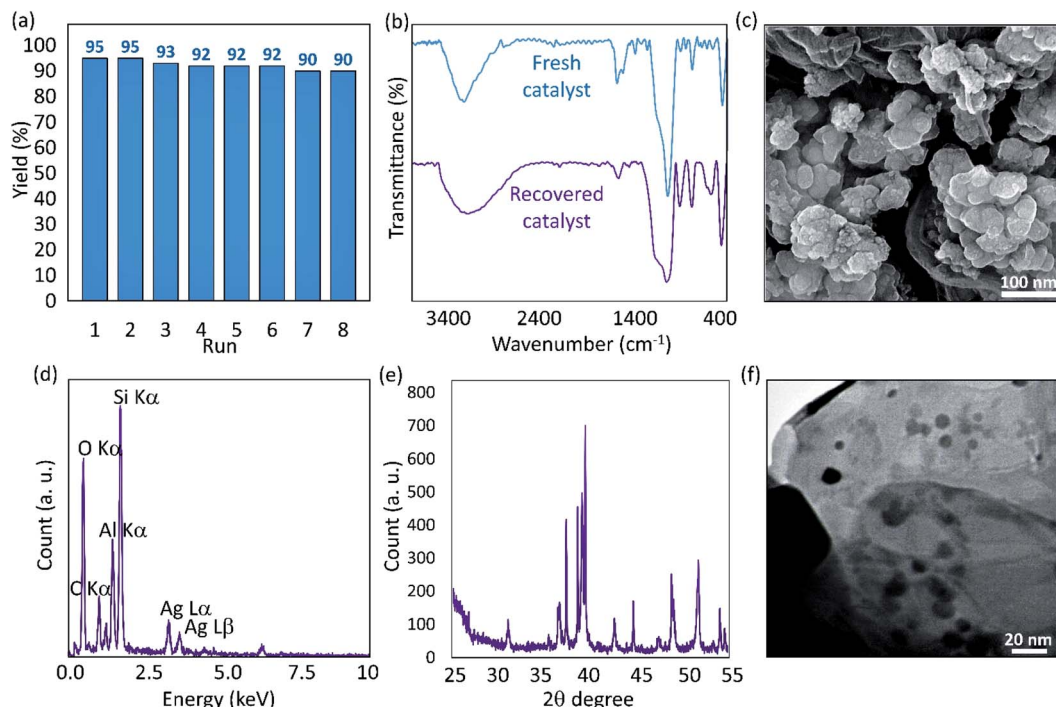 (a)
Yield (%)
100
90
80
70
60
50
40
30
20
10
0
95 95 93 92 92 92 90 90
1 2 3 4 5 6 7 8
Run
(b)
Transmittance (%)
Fresh
catalyst
Recovered
catalyst
3400 2400 1400 400
Wavenumber (cm⁻¹)
(c)
100 nm
(d)
Count (a. u.)
Si Kα
O Kα
Al Kα
C Kα
Ag Lα
Ag Lβ
0.0 2.5 5.0 7.5 10
Energy (keV)
(e)
Count (a. u.)
800
700
600
500
400
300
200
100
0
25 30 35 40 45 50 55
2θ degree
(f)
20 nm